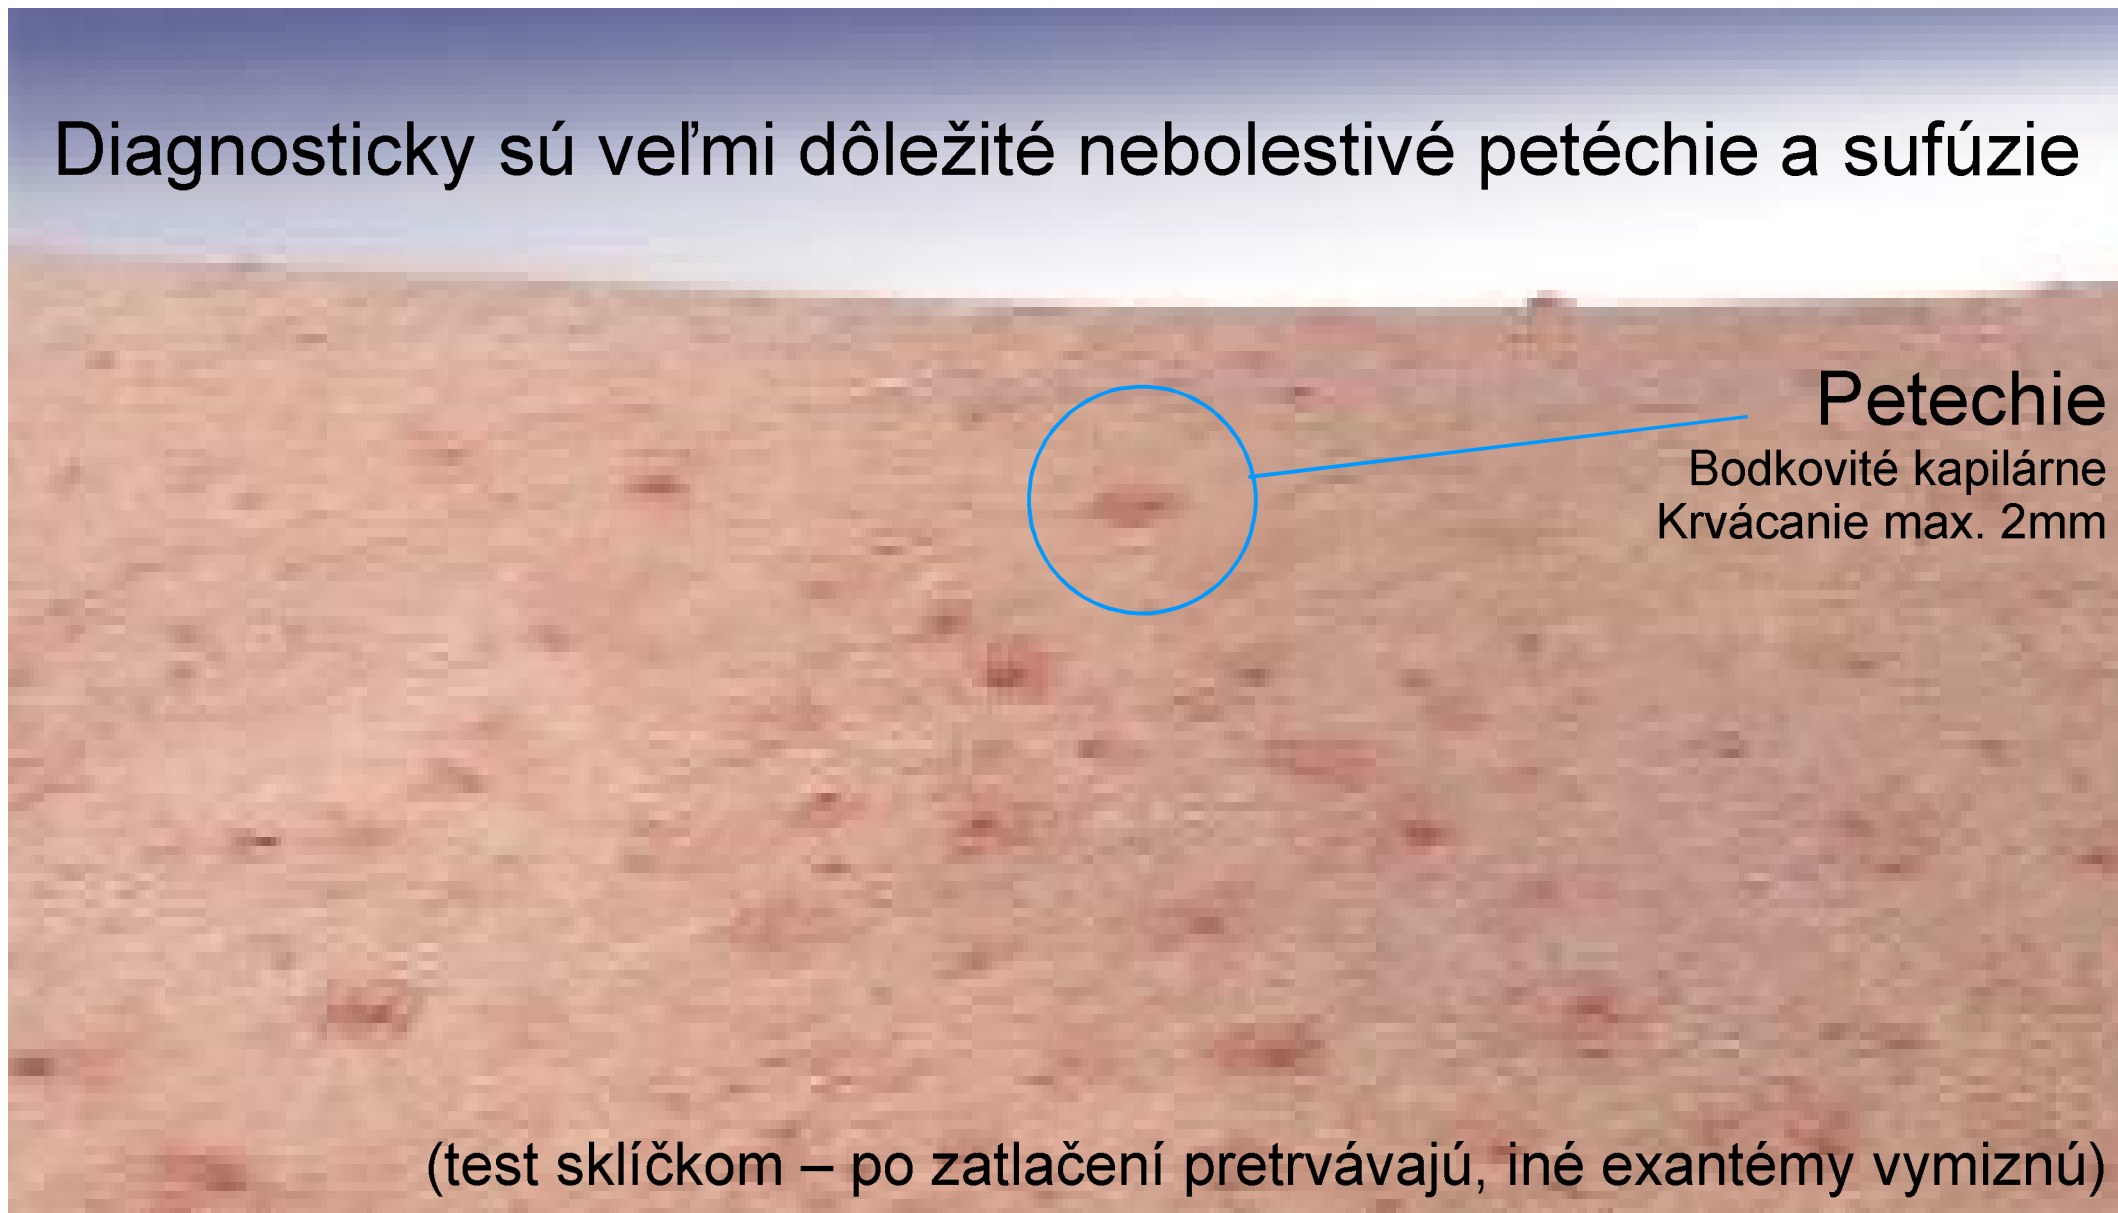 Diagnosticky sú veľmi dôležité nebolestivé petéchie a sufúzie
Petechie
Bodkovité kapilárne
Krvácanie max. 2mm
(test sklíčkom – po zatlačení pretrvávajú, iné exantémy vymiznú)